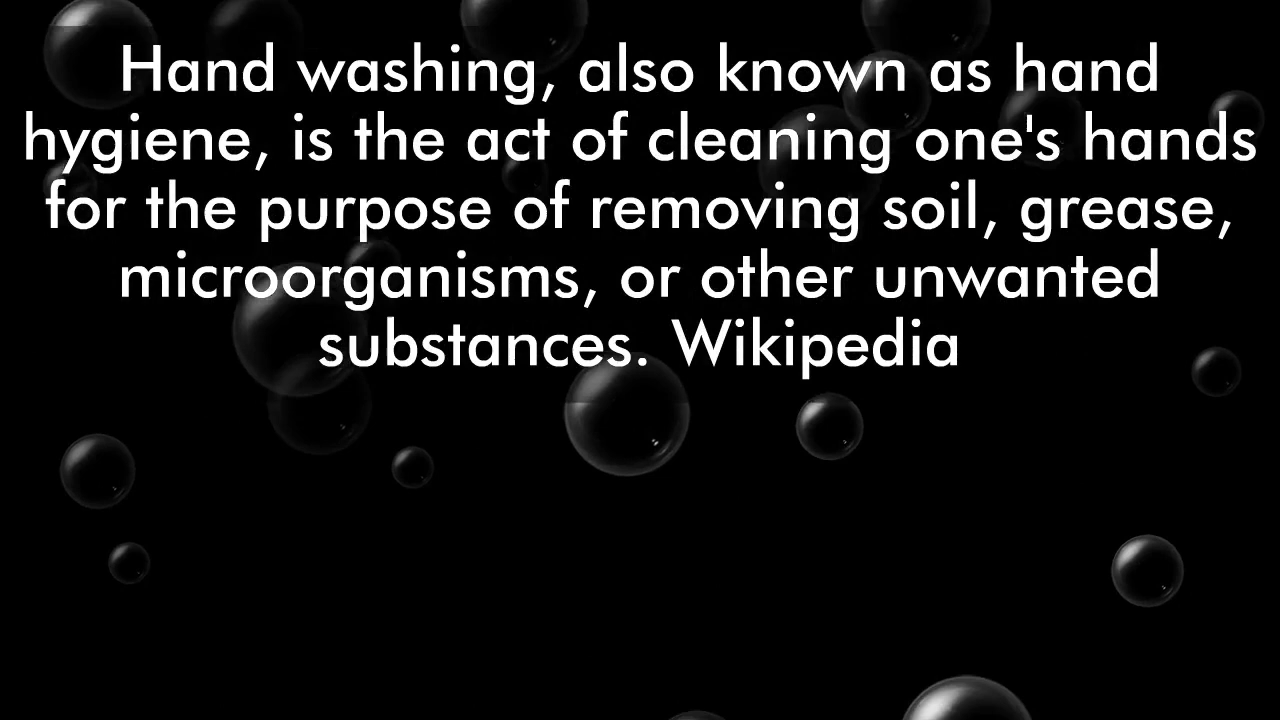 Hand washing, also known as hand
hygiene, is the act of cleaning one's hands
for the purpose of removing soil, grease,
microorganisms, or other unwanted
substances. Wikipedia